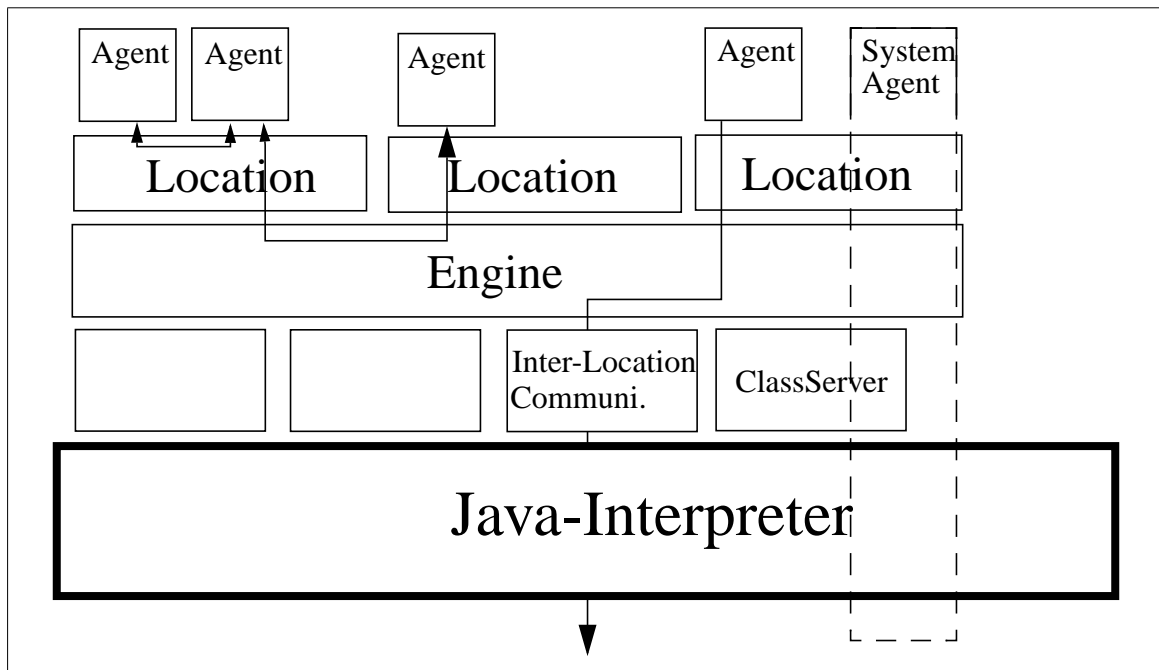 Agent
Agent
Agent
Agent
System
Agent
Location
Location
Location
Engine
Inter-Location
Communi.
ClassServer
Java-Interpreter